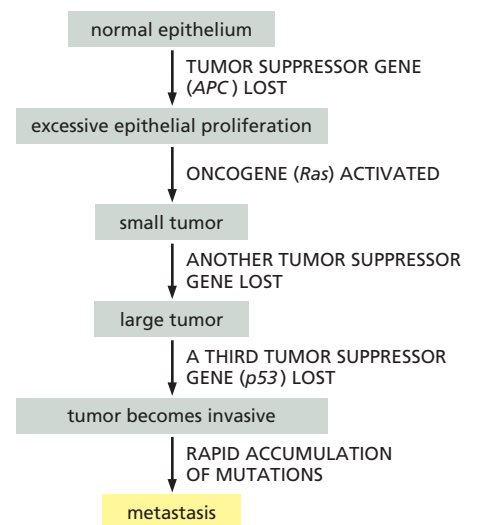 normal epithelium
TUMOR SUPPRESSOR GENE
(APC) LOST
excessive epithelial proliferation
ONCOGENE (Ras) ACTIVATED
small tumor
ANOTHER TUMOR SUPPRESSOR
GENE LOST
large tumor
A THIRD TUMOR SUPPRESSOR
GENE (p53) LOST
tumor becomes invasive
RAPID ACCUMULATION
OF MUTATIONS
metastasis